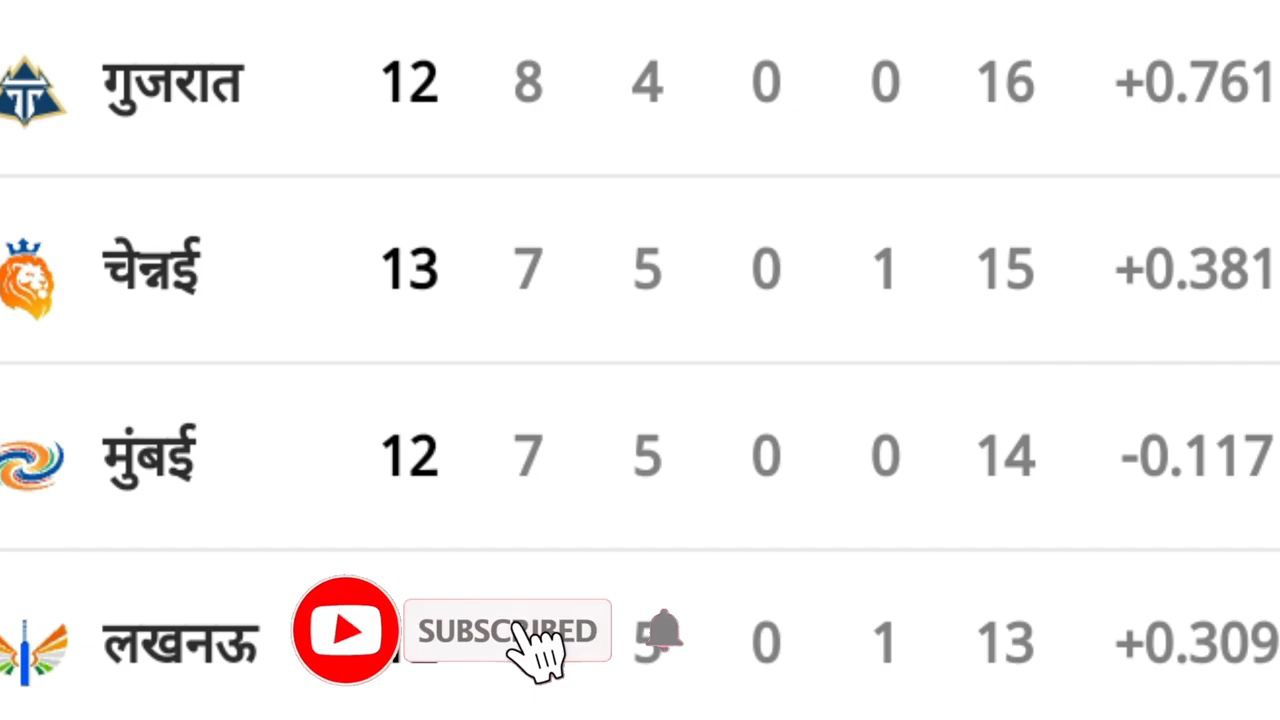 गुजरात 12 8 4 0 0 16 +0.761
चेन्नई 13 7 5 0 1 15 +0.381
मुंबई 12 7 5 0 0 14 -0.117
लखनऊ SUBSCRIBED 5 0 1 13 +0.309